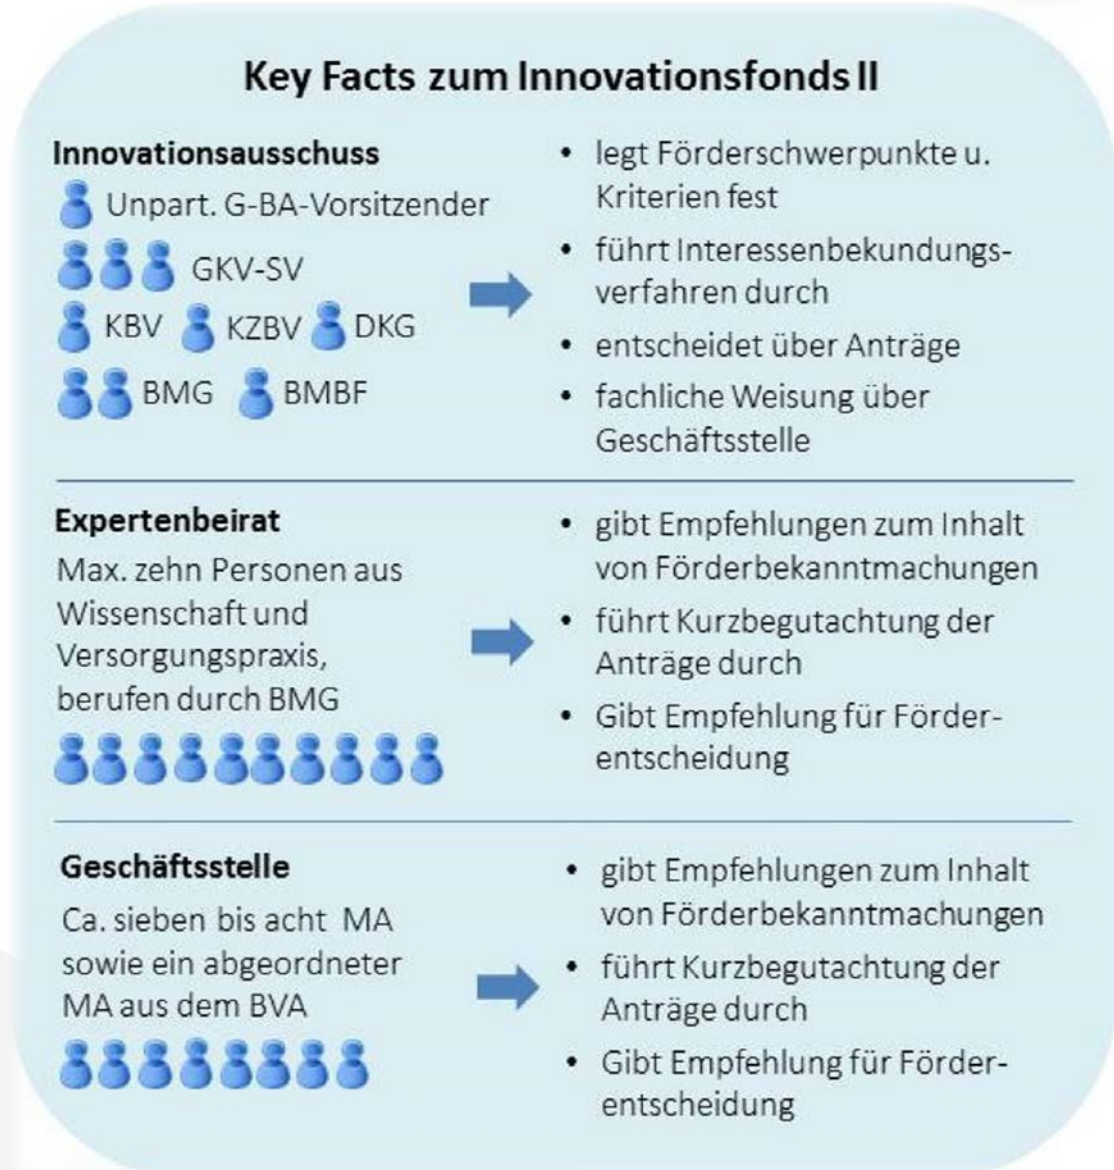 Key Facts zum Innovationsfonds II
Innovationsausschuss
Unpart. G-BA-Vorsitzender
GKV-SV
KBV KZBV DKG
BMG BMBF
• legt Förderschwerpunkte u.
Kriterien fest
• führt Interessenbekundungs-
verfahren durch
• entscheidet über Anträge
• fachliche Weisung über
Geschäftsstelle
Expertenbeirat
Max. zehn Personen aus
Wissenschaft und
Versorgungspraxis,
berufen durch BMG
• gibt Empfehlungen zum Inhalt
von Förderbekanntmachungen
• führt Kurzbegutachtung der
Anträge durch
• Gibt Empfehlung für Förder-
entscheidung
Geschäftsstelle
Ca. sieben bis acht MA
sowie ein abgeordneter
MA aus dem BVA
• gibt Empfehlungen zum Inhalt
von Förderbekanntmachungen
• führt Kurzbegutachtung der
Anträge durch
• Gibt Empfehlung für Förder-
entscheidung